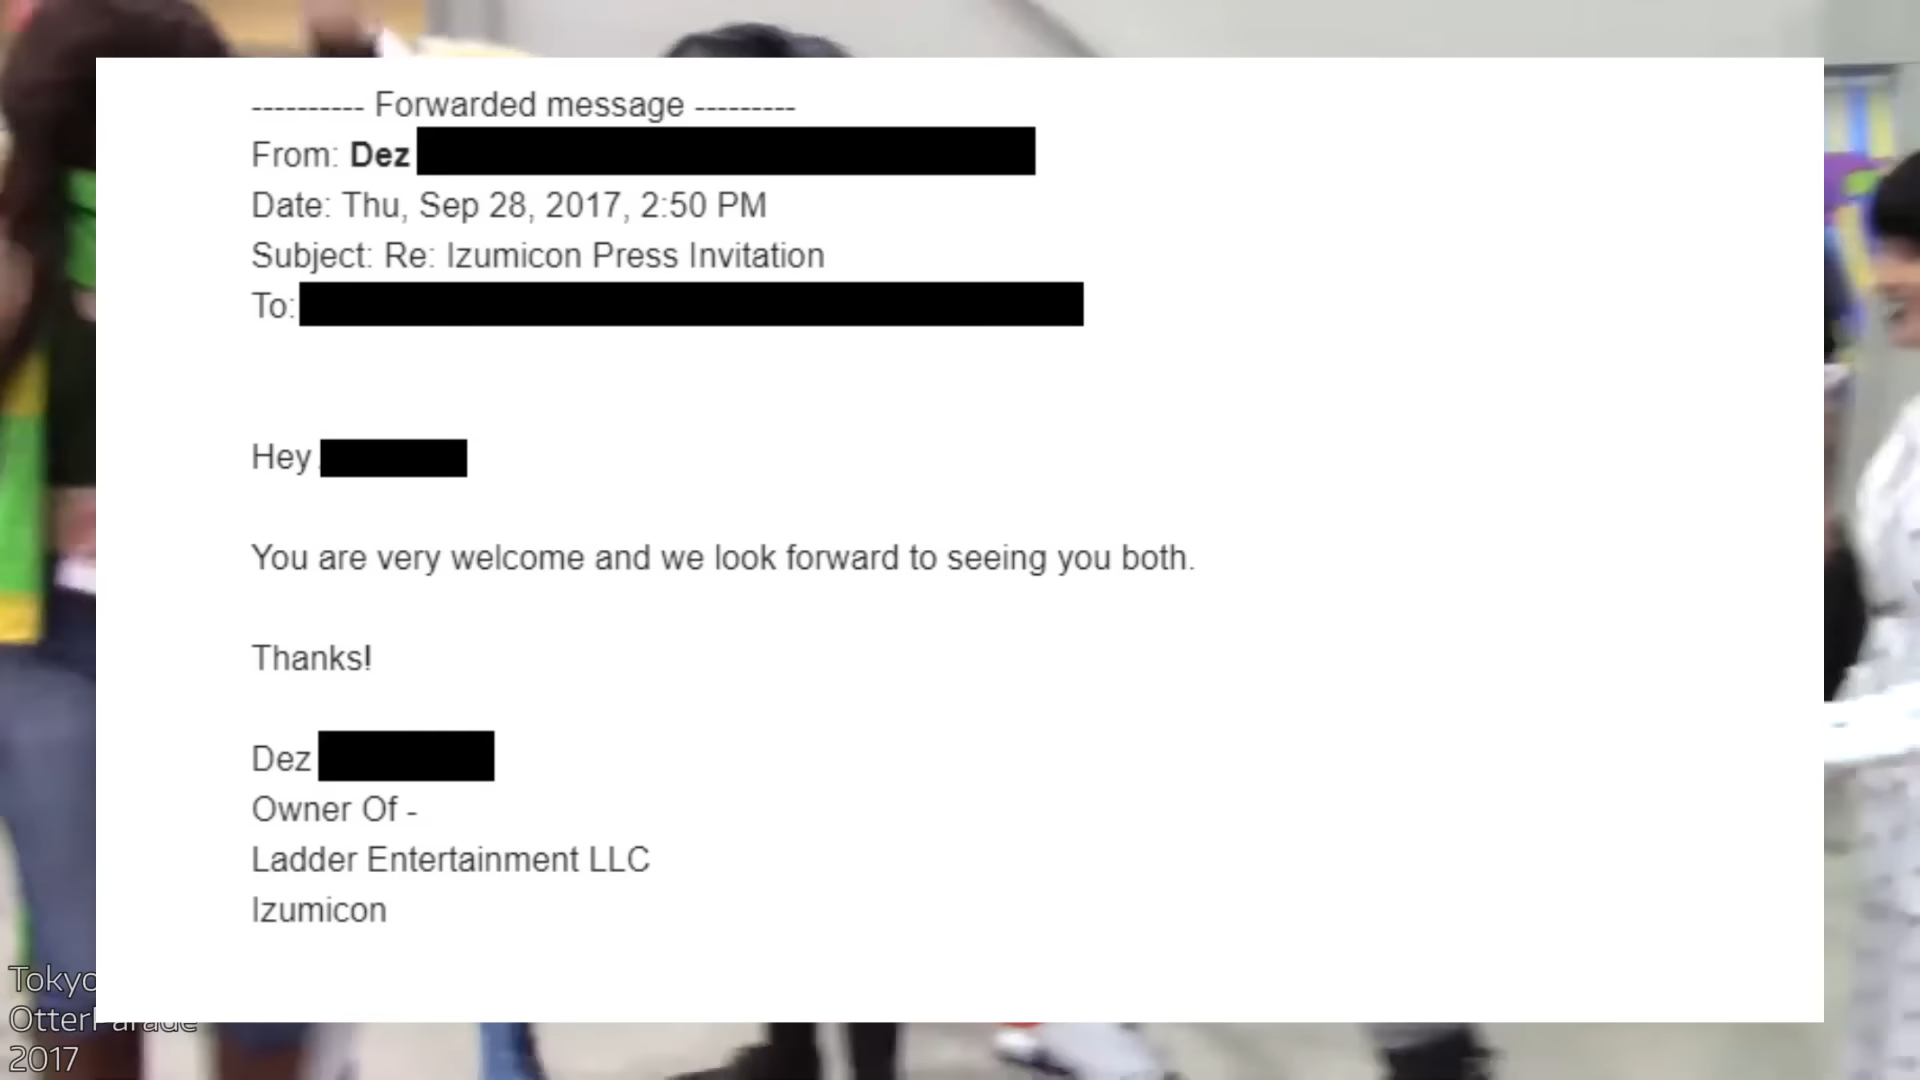 ---------- Forwarded message ---------
From: Dez
Date: Thu, Sep 28, 2017, 2:50 PM
Subject: Re: Izumicon Press Invitation
To:
Hey
You are very welcome and we look forward to seeing you both.
Thanks!
Dez
Owner Of -
Ladder Entertainment LLC
Izumicon
Tokyo
OtterParade
2017